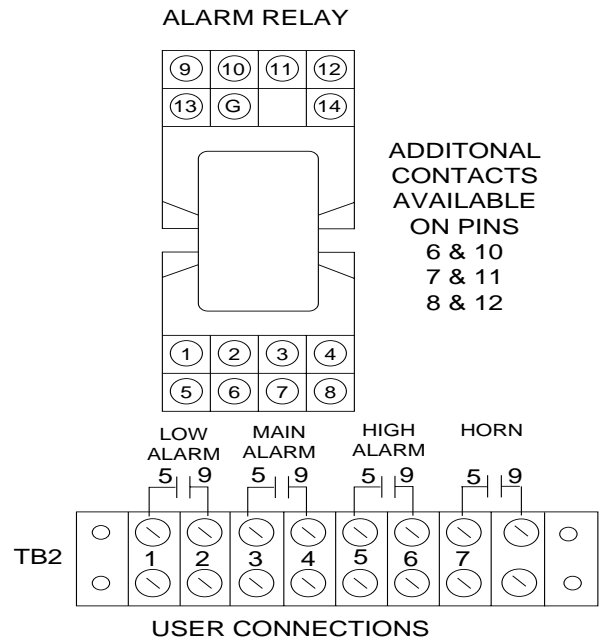 ALARM RELAY
9 10 11 12
13 G 14
ADDITONAL
CONTACTS
AVAILABLE
ON PINS
6 & 10
7 & 11
8 & 12
1 2 3 4
5 6 7 8
LOW
ALARM
MAIN
ALARM
HIGH
ALARM
HORN
5 9 5 9 5 9 5 9
TB2
1 2 3 4 5 6 7
USER CONNECTIONS